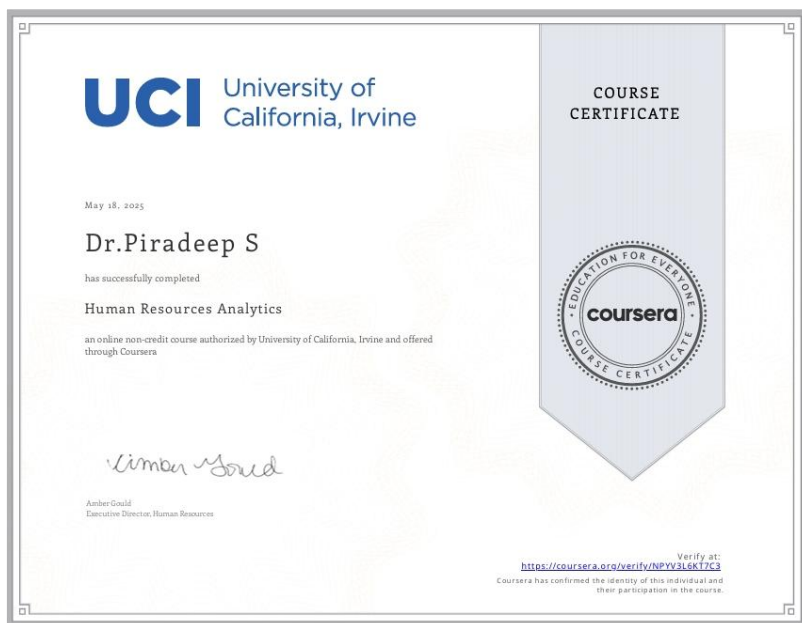 UCI University of
California, Irvine
COURSE
CERTIFICATE
May 18, 2025
Dr.Piradeep S
has successfully completed
Human Resources Analytics
an online non-credit course authorized by University of California, Irvine and offered
through Coursera
EDUCATION FOR EVERYONE
coursera
COURSE CERTIFICATE
Amber Gould
Executive Director, Human Resources
Verify at:
https://coursera.org/verify/NPYV3L6KT7C3
Coursera has confirmed the identity of this individual and
their participation in the course.